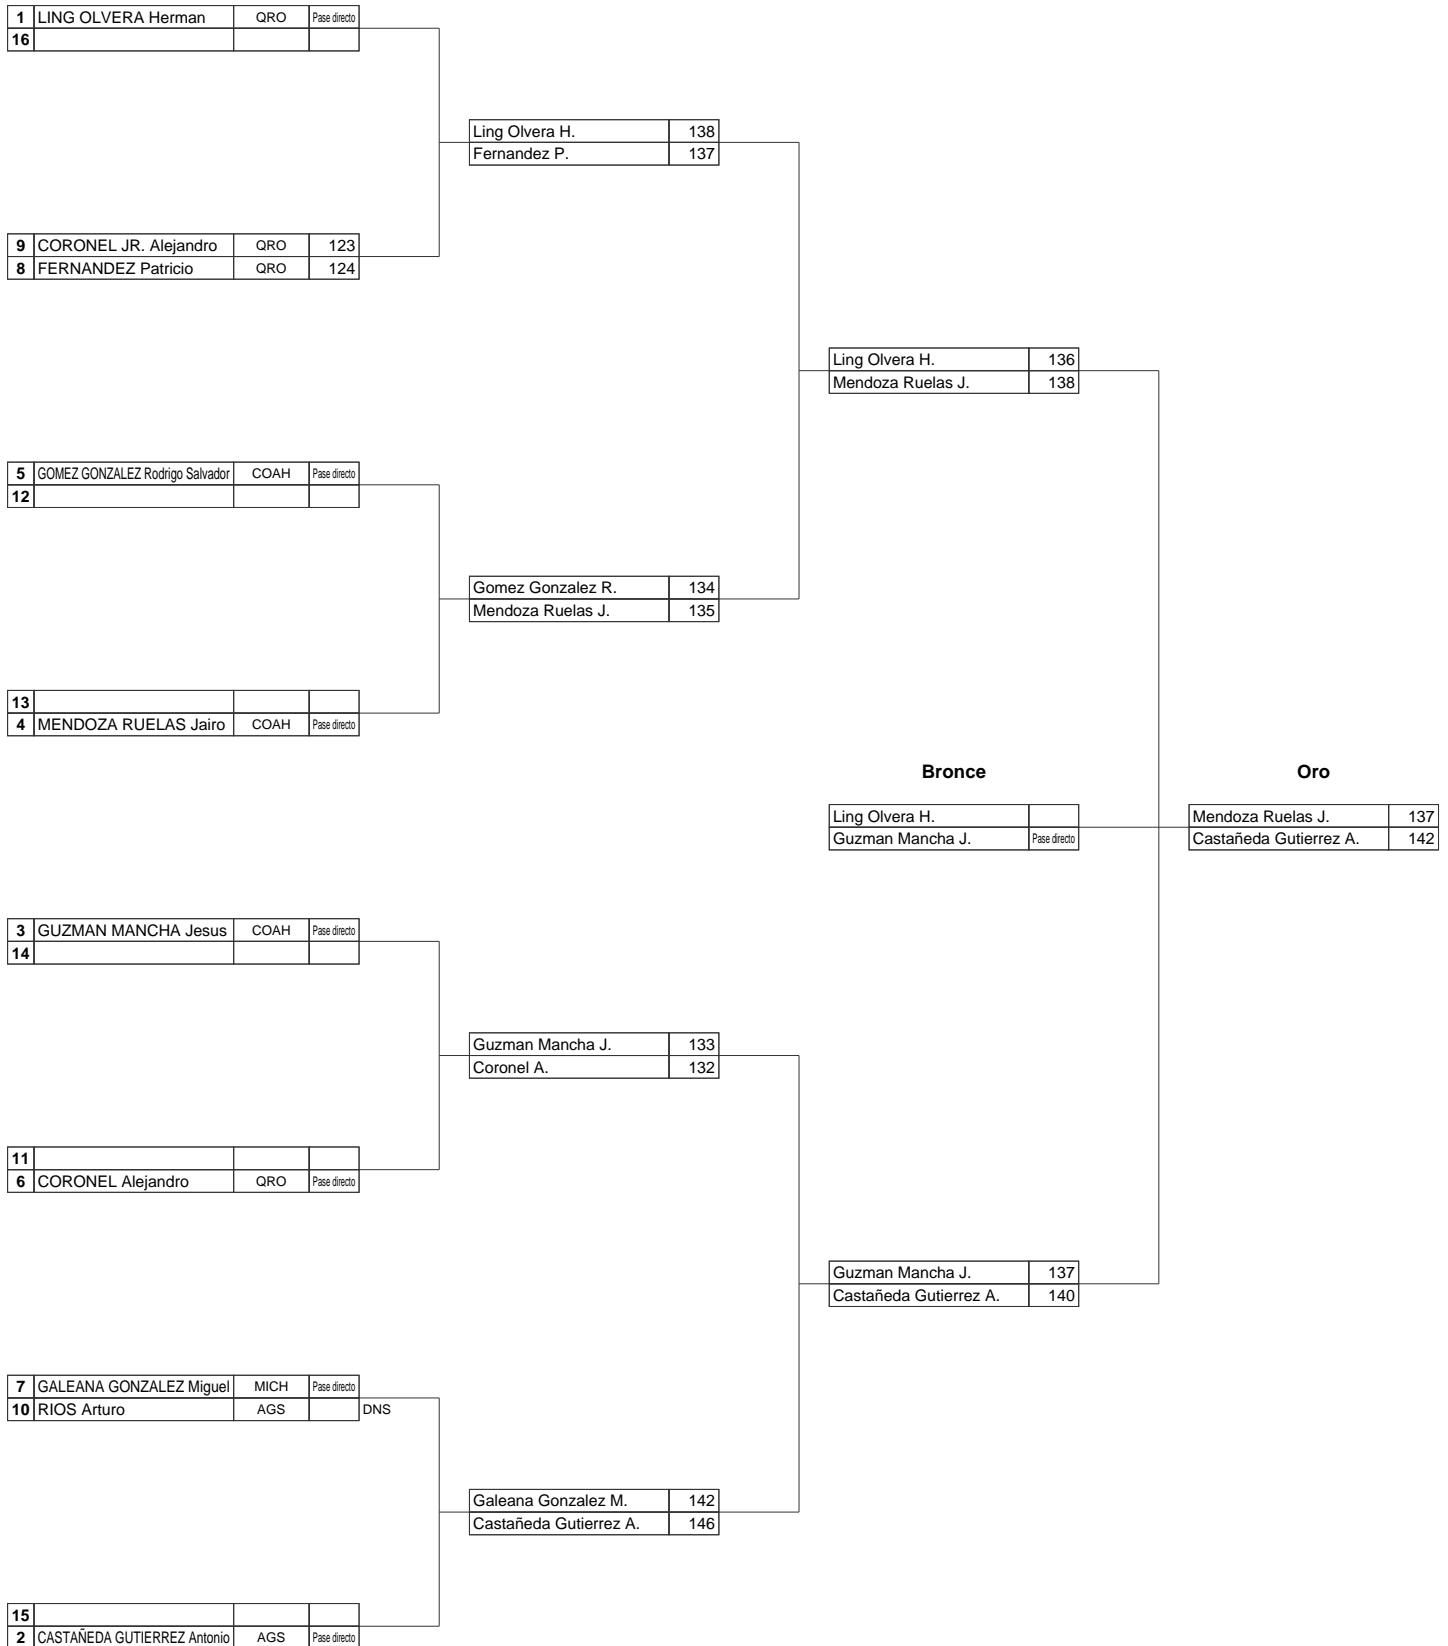 1 LING OLVERA Herman QRO Pase directo
16
Ling Olvera H. 138
Fernandez P. 137
9 CORONEL JR. Alejandro QRO 123
8 FERNANDEZ Patricio QRO 124
Ling Olvera H. 136
Mendoza Ruelas J. 138
5 GOMEZ GONZALEZ Rodrigo Salvador COAH Pase directo
12
Gomez Gonzalez R. 134
Mendoza Ruelas J. 135
13
4 MENDOZA RUELAS Jairo COAH Pase directo
Bronce Oro
Ling Olvera H. Mendoza Ruelas J. 137
Guzman Mancha J. Pase directo Castañeda Gutierrez A. 142
3 GUZMAN MANCHA Jesus COAH Pase directo
14
Guzman Mancha J. 133
Coronel A. 132
11
6 CORONEL Alejandro QRO Pase directo
Guzman Mancha J. 137
Castañeda Gutierrez A. 140
7 GALEANA GONZALEZ Miguel MICH Pase directo
10 RIOS Arturo AGS DNS
Galeana Gonzalez M. 142
Castañeda Gutierrez A. 146
15
2 CASTAÑEDA GUTIERREZ Antonio AGS Pase directo